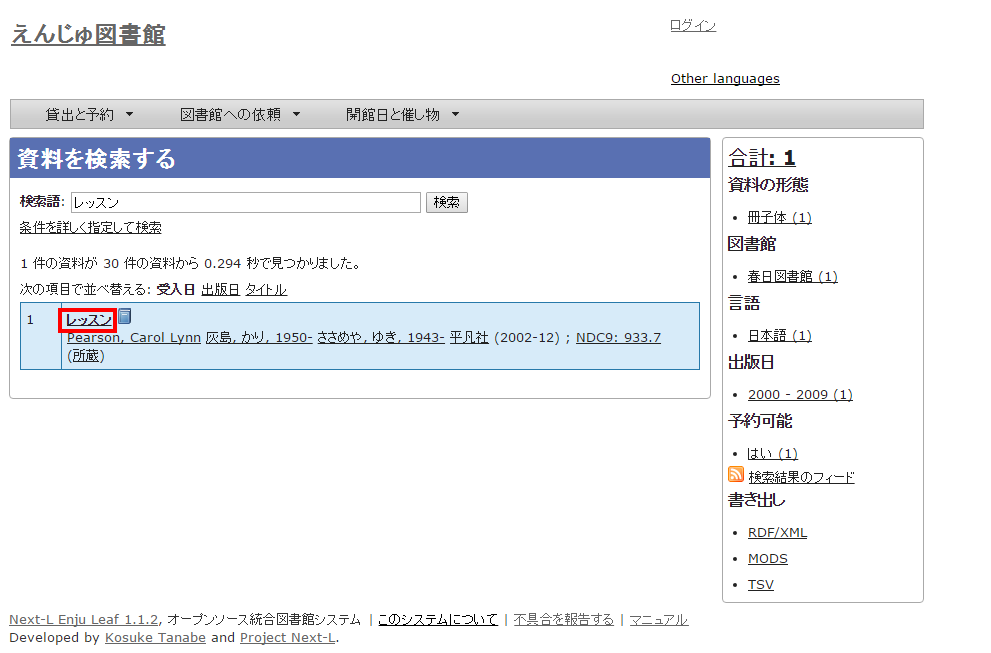 えんじゅ図書館
ログイン
Other languages
貸出と予約 ▼ 図書館への依頼 ▼ 開館日と催し物 ▼
資料を検索する
検索語: レッスン 検索
条件を詳しく指定して検索
1 件の資料が 30 件の資料から 0.294 秒で見つかりました。
次の項目で並べ替える: 受入日 出版日 タイトル
1 レッスン
Pearson, Carol Lynn 灰島, かり, 1950- ささめや, ゆき, 1943- 平凡社 (2002-12) ; NDC9: 933.7
(所蔵)
合計: 1
資料の形態
• 冊子体 (1)
図書館
• 春日図書館 (1)
言語
• 日本語 (1)
出版日
• 2000 - 2009 (1)
予約可能
• はい (1)
検索結果のフィード
書き出し
• RDF/XML
• MODS
• TSV
Next-L Enju Leaf 1.1.2, オープンソース統合図書館システム | このシステムについて | 不具合を報告する | マニュアル
Developed by Kosuke Tanabe and Project Next-L.